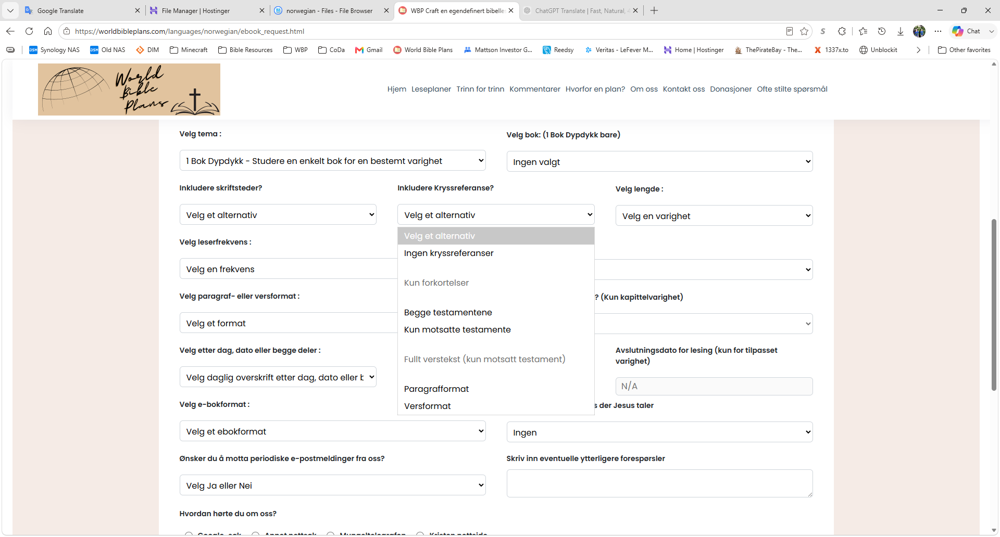 Google Translate
File Manager | Hostinger
norwegian - Files - File Browser
WBP Craft en egendefinert bibelle
ChatGPT Translate | Fast, Natural,
https://worldbibleplans.com/languages/norwegian/ebook_request.html
Chat
Synology NAS
Old NAS
DIM
Minecraft
Bible Resources
WBP
CoDa
Gmail
World Bible Plans
Mattson Investor G...
Reedsy
Veritas - LeFever M...
Home | Hostinger
ThePirateBay - The...
1337x.to
Unblockit
Other favorites
World
Bible
Plans
Hjem Leseplaner Trinn for trinn Kommentarer Hvorfor en plan? Om oss Kontakt oss Donasjoner Ofte stilte spørsmål
Velg tema :
Velg bok: (1 Bok Dypdykk bare)
1 Bok Dypdykk - Studere en enkelt bok for en bestemt varighet
Ingen valgt
Inkludere skriftsteder?
Inkludere Kryssreferanse?
Velg lengde :
Velg et alternativ
Velg et alternativ
Velg en varighet
Velg et alternativ
Ingen kryssreferanser
Kun forkortelser
Begge testamentene
Kun motsatte testamente
Fullt verstekst (kun motsatt testament)
Paragrafformat
Versformat
Velg leserfrekvens :
Velg en frekvens
Velg paragraf- eller versformat :
? (Kun kapittelvarighet)
Velg et format
Velg etter dag, dato eller begge deler :
Avslutningsdato for lesing (kun for tilpasset
varighet)
Velg daglig overskrift etter dag, dato eller b
N/A
Velg e-bokformat :
s der Jesus taler
Velg et ebokformat
Ingen
Ønsker du å motta periodiske e-postmeldinger fra oss?
Skriv inn eventuelle ytterligere forespørsler
Velg Ja eller Nei
Hvordan hørte du om oss?
Google-søk
Annet nettsøk
Kristen nettside